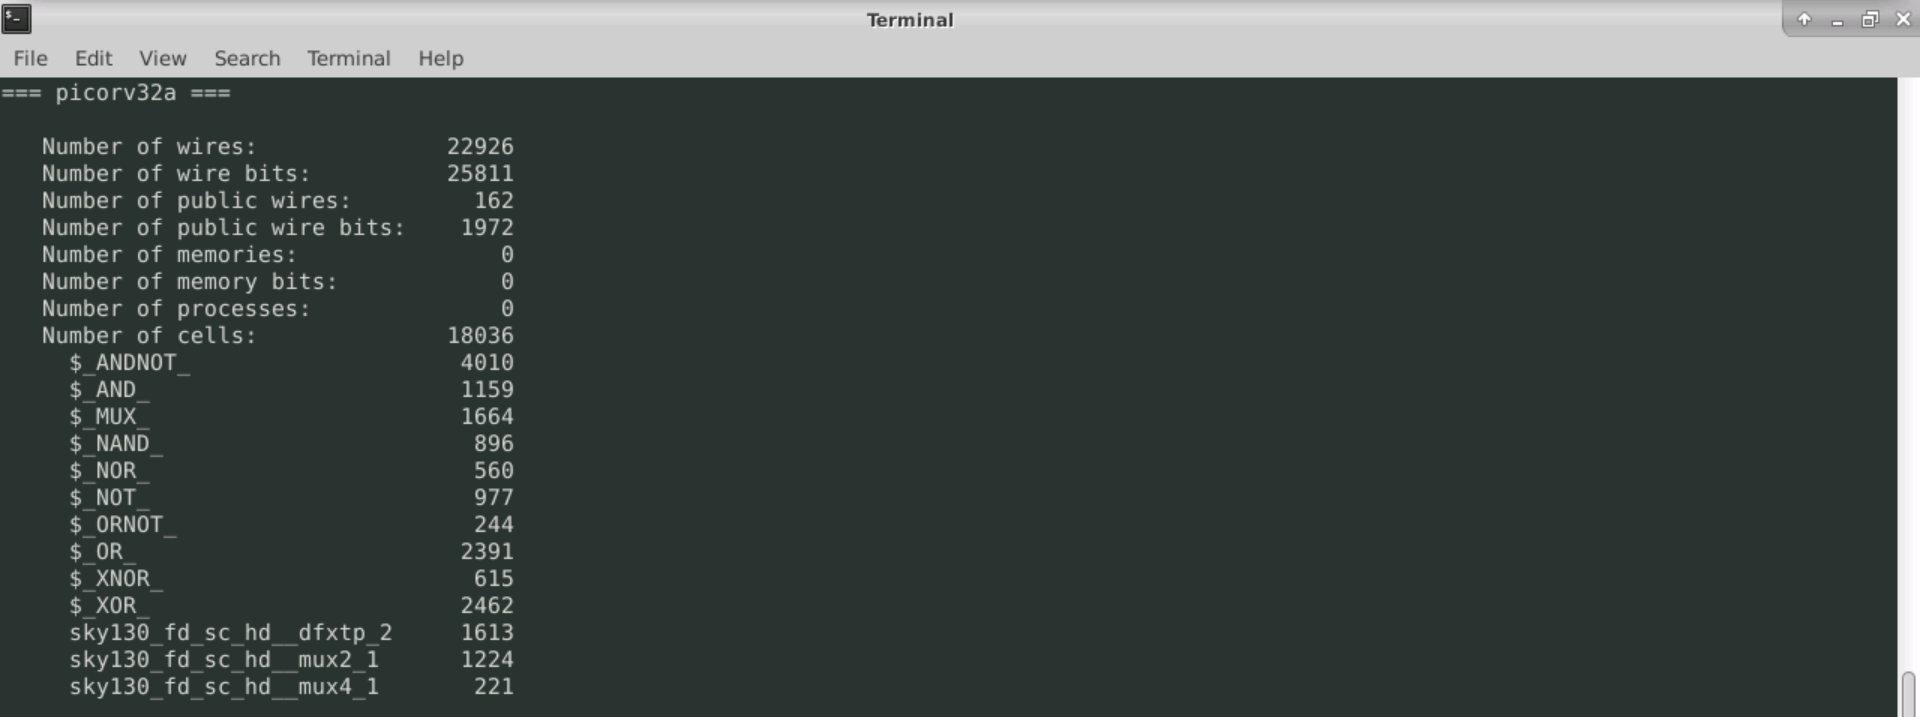 Terminal
File Edit View Search Terminal Help
=== picorv32a ===
Number of wires: 22926
Number of wire bits: 25811
Number of public wires: 162
Number of public wire bits: 1972
Number of memories: 0
Number of memory bits: 0
Number of processes: 0
Number of cells: 18036
$_ANDNOT_ 4010
$_AND_ 1159
$_MUX_ 1664
$_NAND_ 896
$_NOR_ 560
$_NOT_ 977
$_ORNOT_ 244
$_OR_ 2391
$_XNOR_ 615
$_XOR_ 2462
sky130_fd_sc_hd__dfxtp_2 1613
sky130_fd_sc_hd__mux2_1 1224
sky130_fd_sc_hd__mux4_1 221